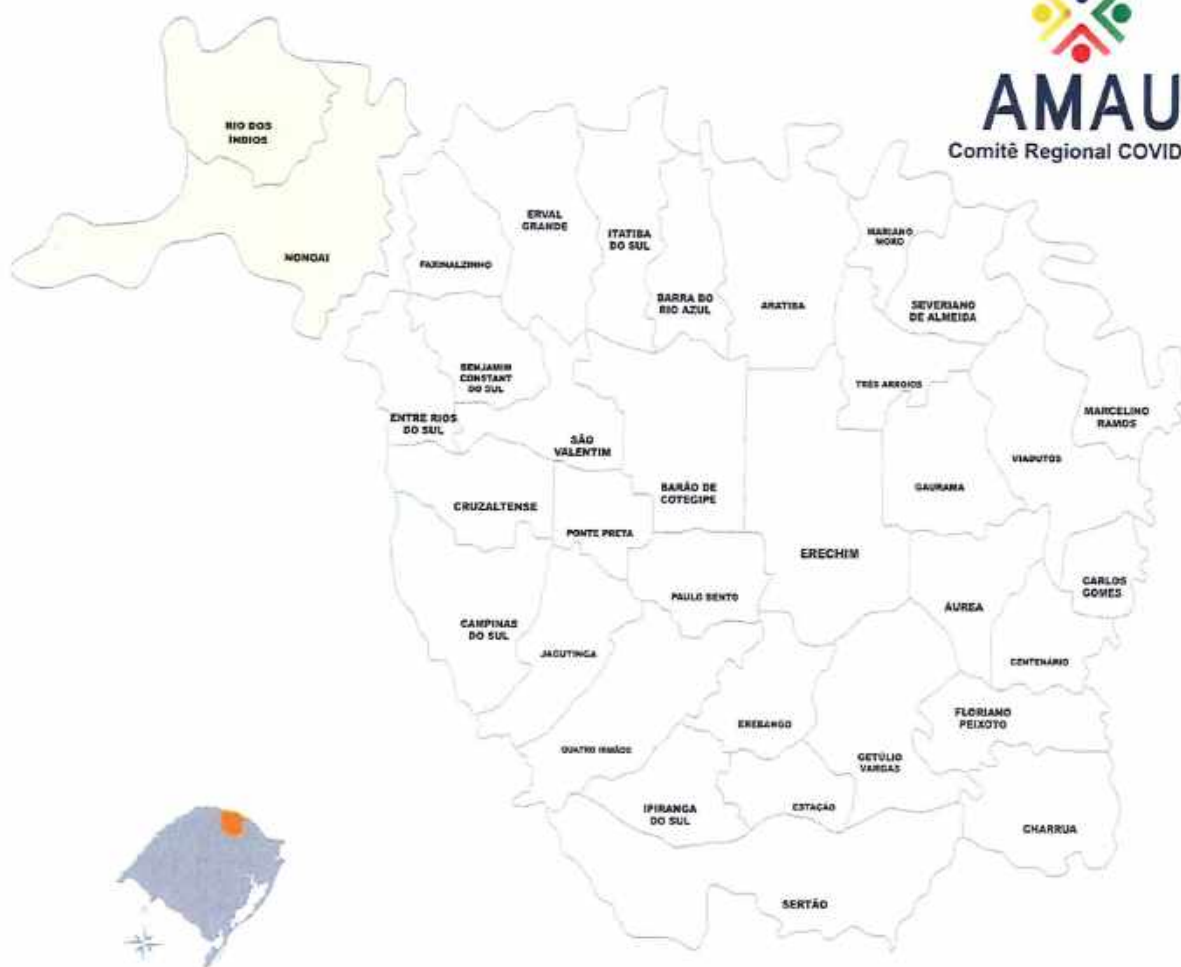 AMAU
Comitê Regional COVID
RIO DOS
ÍNDIOS
NONOAI
FAXINALZINHO
ERVAL
GRANDE
ITATIBA
DO SUL
BARRA DO
RIO AZUL
ARATIBA
MARIANO
MORO
SEVERIANO
DE ALMEIDA
TRÊS ARROIOS
MARCELINO
RAMOS
VIADUTOS
GAURAMA
BENJAMIN
CONSTANT
DO SUL
ENTRE RIOS
DO SUL
SÃO
VALENTIM
BARÃO DE
COTEGIPE
CRUZALTENSE
PONTE PRETA
ERECHIM
PAULO BENTO
CARLOS
GOMES
ÁUREA
CAMPINAS
DO SUL
JACUTINGA
CENTENÁRIO
FLORIANO
PEIXOTO
EREBANGO
QUATRO IRMÃOS
GETÚLIO
VARGAS
IPIRANGA
DO SUL
ESTAÇÃO
CHARRUA
SERTÃO